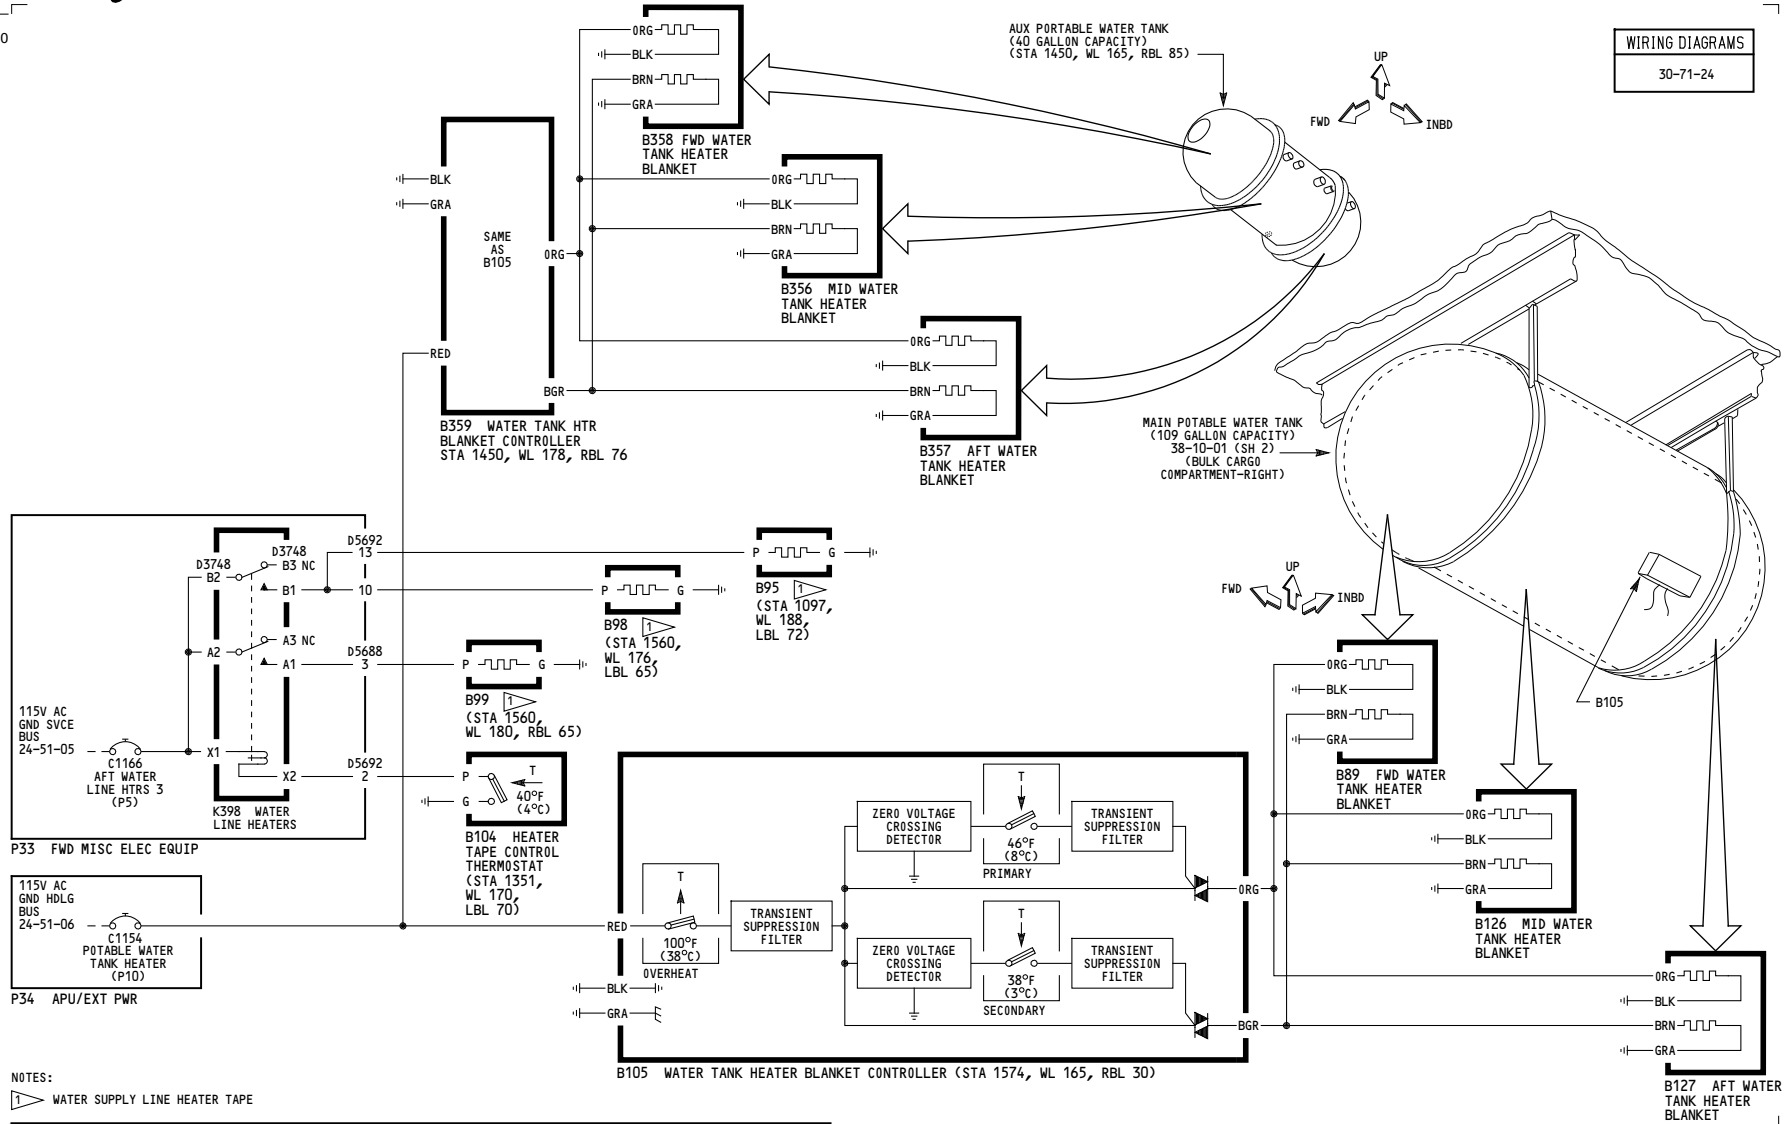 0
WIRING DIAGRAMS
30-71-24
AUX PORTABLE WATER TANK
(40 GALLON CAPACITY)
(STA 1450, WL 165, RBL 85)
UP
FWD
INBD
ORG
BLK
BRN
GRA
B358 FWD WATER
TANK HEATER
BLANKET
ORG
BLK
BRN
GRA
B356 MID WATER
TANK HEATER
BLANKET
ORG
BLK
BRN
GRA
B357 AFT WATER
TANK HEATER
BLANKET
BLK
GRA
SAME
AS
B105
ORG
RED
BGR
B359 WATER TANK HTR
BLANKET CONTROLLER
STA 1450, WL 178, RBL 76
MAIN POTABLE WATER TANK
(109 GALLON CAPACITY)
38-10-01 (SH 2)
(BULK CARGO
COMPARTMENT-RIGHT)
UP
FWD
INBD
B105
D3748
B2
D3748
B3 NC
B1
A2
A3 NC
A1
X1
X2
K398 WATER
LINE HEATERS
D5692
13
10
D5688
3
D5692
2
115V AC
GND SVCE
BUS
24-51-05
C1166
AFT WATER
LINE HTRS 3
(P5)
P33 FWD MISC ELEC EQUIP
P G
B95 1
(STA 1097,
WL 188,
LBL 72)
P G
B98 1
(STA 1560,
WL 176,
LBL 65)
P G
B99 1
(STA 1560,
WL 180, RBL 65)
P
G
T
40°F
(4°C)
B104 HEATER
TAPE CONTROL
THERMOSTAT
(STA 1351,
WL 170,
LBL 70)
115V AC
GND HDLG
BUS
24-51-06
C1154
POTABLE WATER
TANK HEATER
(P10)
P34 APU/EXT PWR
RED
BLK
GRA
T
100°F
(38°C)
OVERHEAT
TRANSIENT
SUPPRESSION
FILTER
ZERO VOLTAGE
CROSSING
DETECTOR
T
46°F
(8°C)
PRIMARY
TRANSIENT
SUPPRESSION
FILTER
ORG
ZERO VOLTAGE
CROSSING
DETECTOR
T
38°F
(3°C)
SECONDARY
TRANSIENT
SUPPRESSION
FILTER
BGR
B105 WATER TANK HEATER BLANKET CONTROLLER (STA 1574, WL 165, RBL 30)
ORG
BLK
BRN
GRA
B89 FWD WATER
TANK HEATER
BLANKET
ORG
BLK
BRN
GRA
B126 MID WATER
TANK HEATER
BLANKET
ORG
BLK
BRN
GRA
B127 AFT WATER
TANK HEATER
BLANKET
NOTES:
1 WATER SUPPLY LINE HEATER TAPE